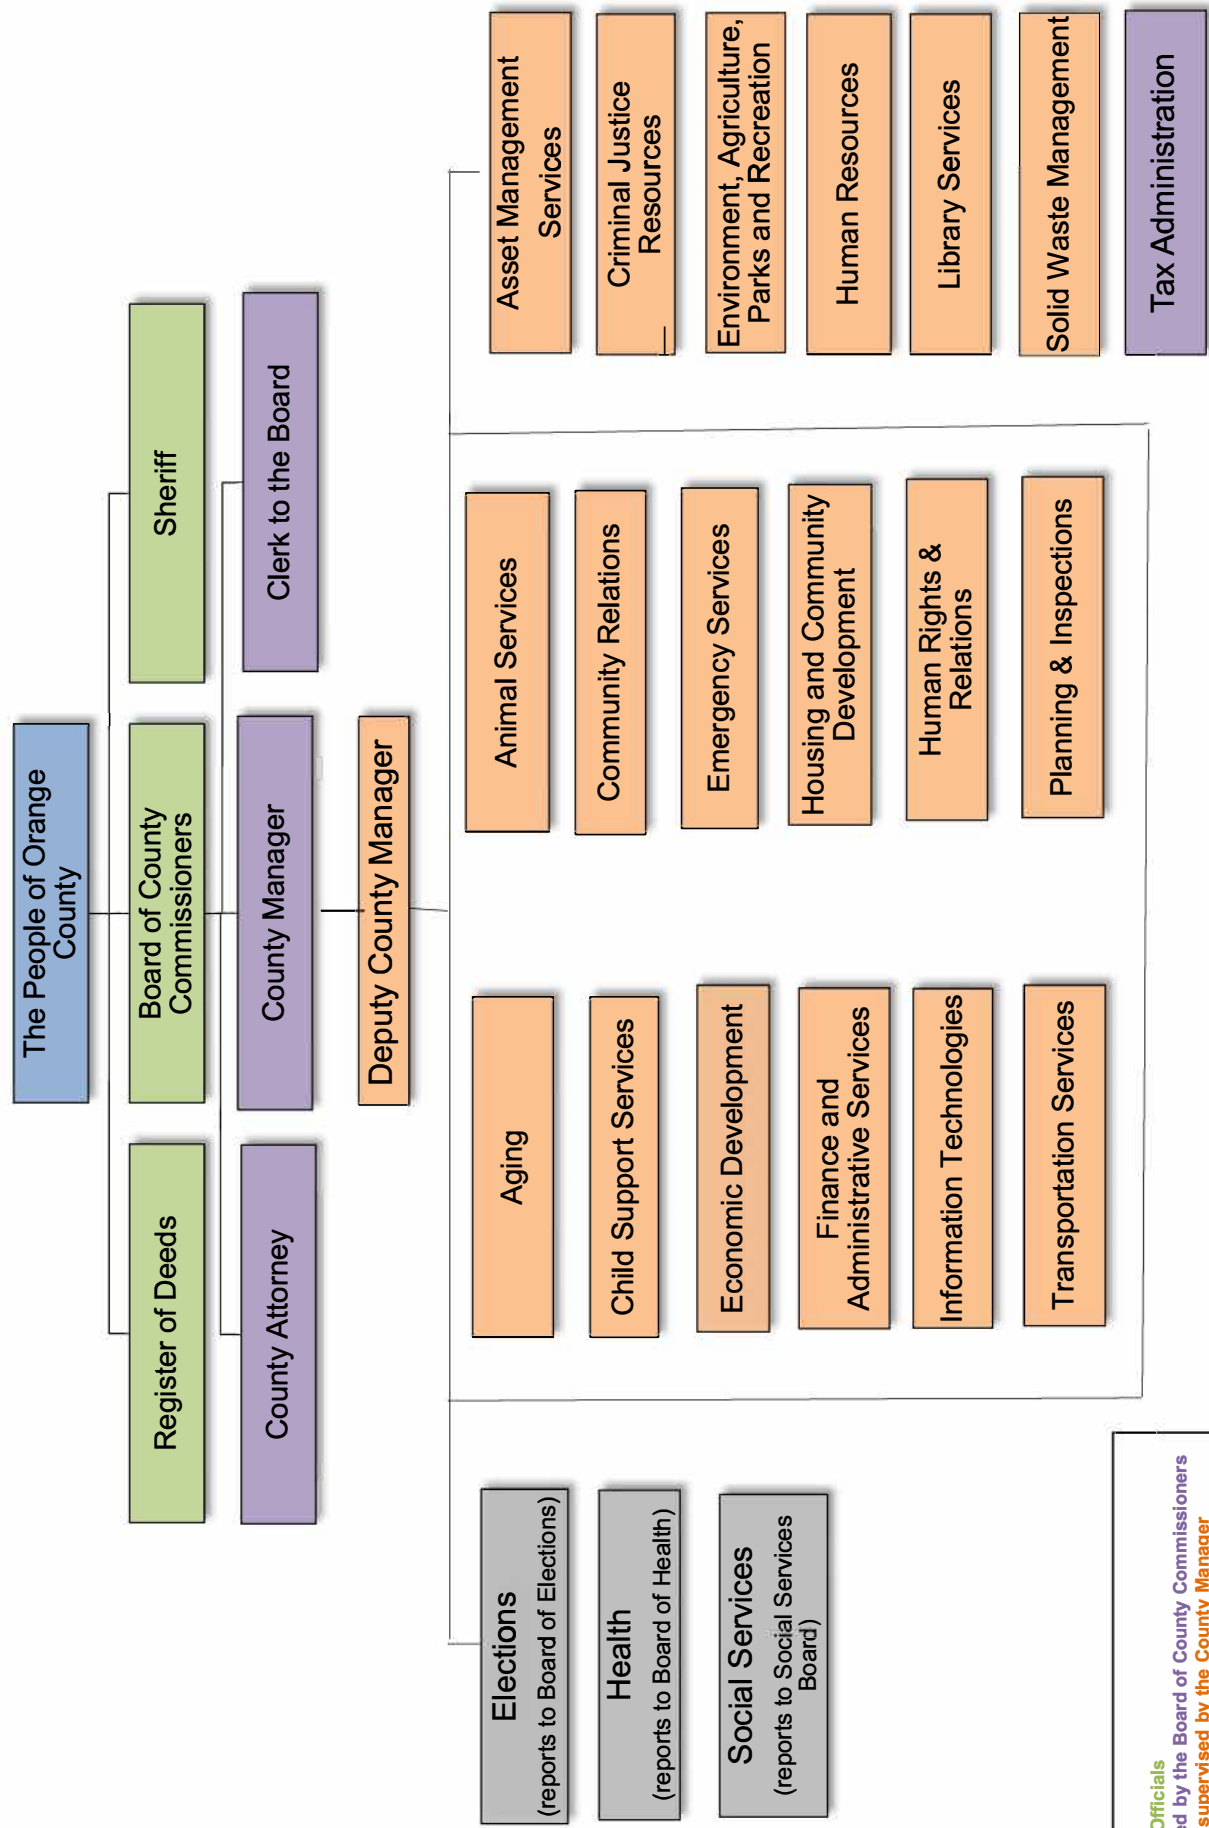 The People of Orange
County
Register of Deeds
Board of County
Commissioners
Sheriff
County Attorney
County Manager
Clerk to the Board
Deputy County Manager
Elections
(reports to Board of Elections)
Health
(reports to Board of Health)
Social Services
(reports to Social Services
Board)
Aging
Child Support Services
Economic Development
Finance and
Administrative Services
Information Technologies
Transportation Services
Animal Services
Community Relations
Emergency Services
Housing and Community
Development
Human Rights &
Relations
Planning & Inspections
Asset Management
Services
Criminal Justice
Resources
Environment, Agriculture,
Parks and Recreation
Human Resources
Library Services
Solid Waste Management
Tax Administration
Officials
by the Board of County Commissioners
supervised by the County Manager